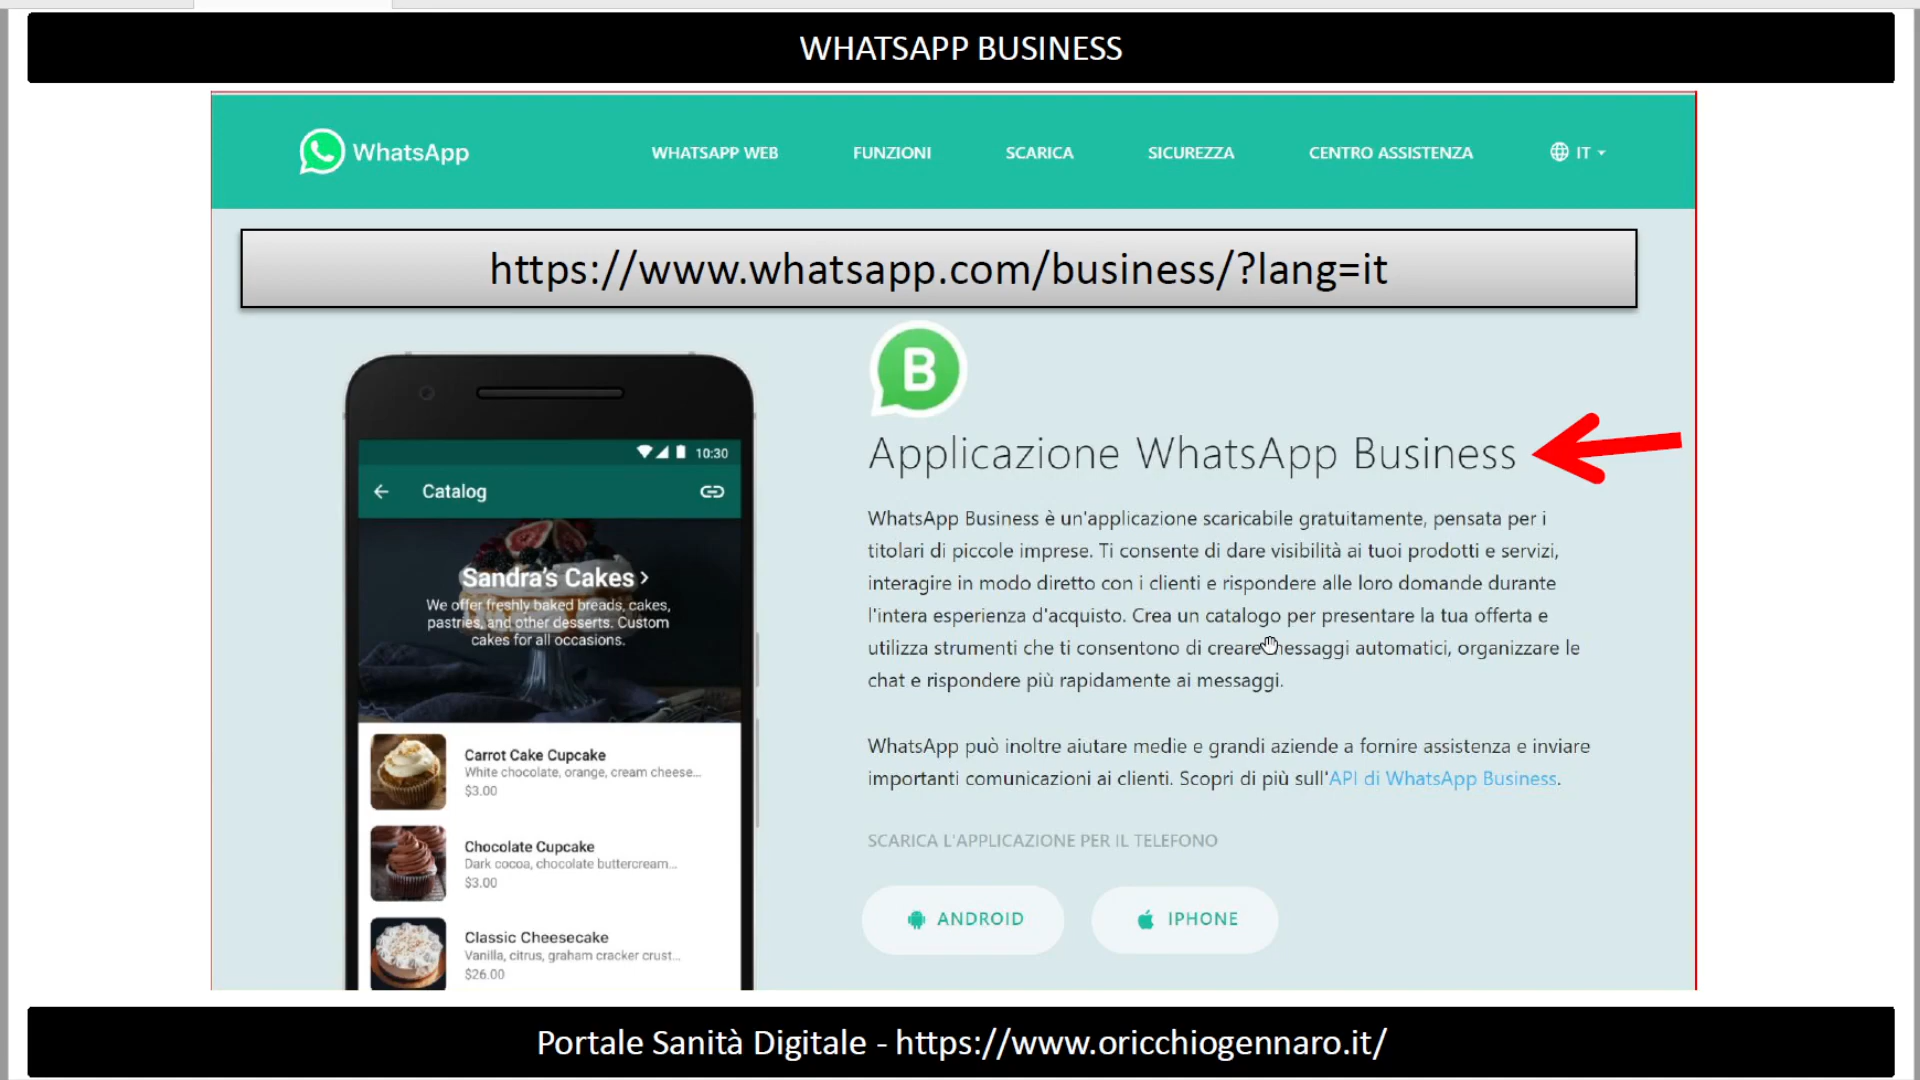 WHATSAPP BUSINESS
WhatsApp
WHATSAPP WEB FUNZIONI SCARICA SICUREZZA CENTRO ASSISTENZA IT
https://www.whatsapp.com/business/?lang=it
B
10:30
Catalog
Sandra's Cakes
We offer freshly baked breads, cakes,
pastries, and other desserts. Custom
cakes for all occasions.
Carrot Cake Cupcake
White chocolate, orange, cream cheese...
$3.00
Chocolate Cupcake
Dark cocoa, chocolate buttercream...
$3.00
Classic Cheesecake
Vanilla, citrus, graham cracker crust...
$26.00
Applicazione WhatsApp Business
WhatsApp Business è un'applicazione scaricabile gratuitamente, pensata per i
titolari di piccole imprese. Ti consente di dare visibilità ai tuoi prodotti e servizi,
interagire in modo diretto con i clienti e rispondere alle loro domande durante
l'intera esperienza d'acquisto. Crea un catalogo per presentare la tua offerta e
utilizza strumenti che ti consentono di creare messaggi automatici, organizzare le
chat e rispondere più rapidamente ai messaggi.
WhatsApp può inoltre aiutare medie e grandi aziende a fornire assistenza e inviare
importanti comunicazioni ai clienti. Scopri di più sull'API di WhatsApp Business.
SCARICA L'APPLICAZIONE PER IL TELEFONO
ANDROID IPHONE
Portale Sanità Digitale - https://www.oricchiogennaro.it/